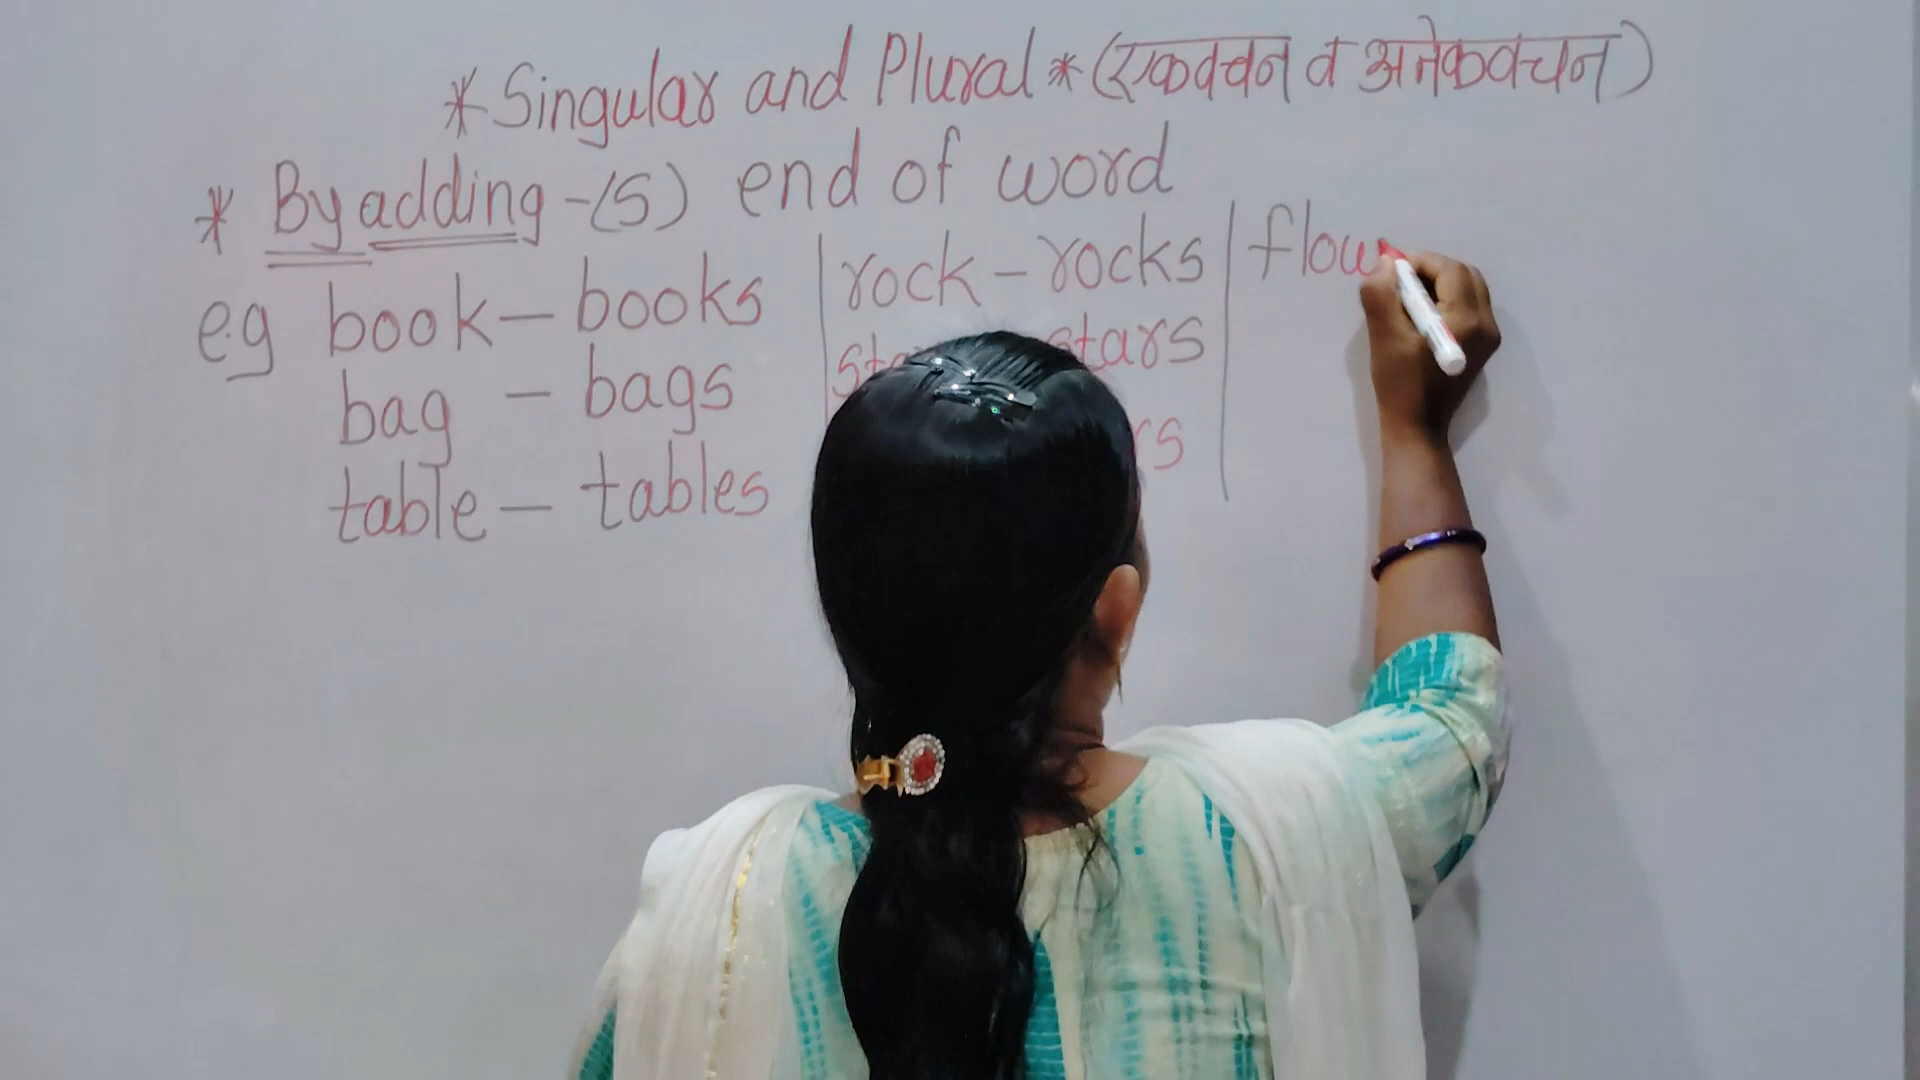 * Singular and Plural * (एकवचन व अनेकवचन)
* By adding -(s) end of word
e.g book – books | rock – rocks | flow
bag – bags stars
table – tables